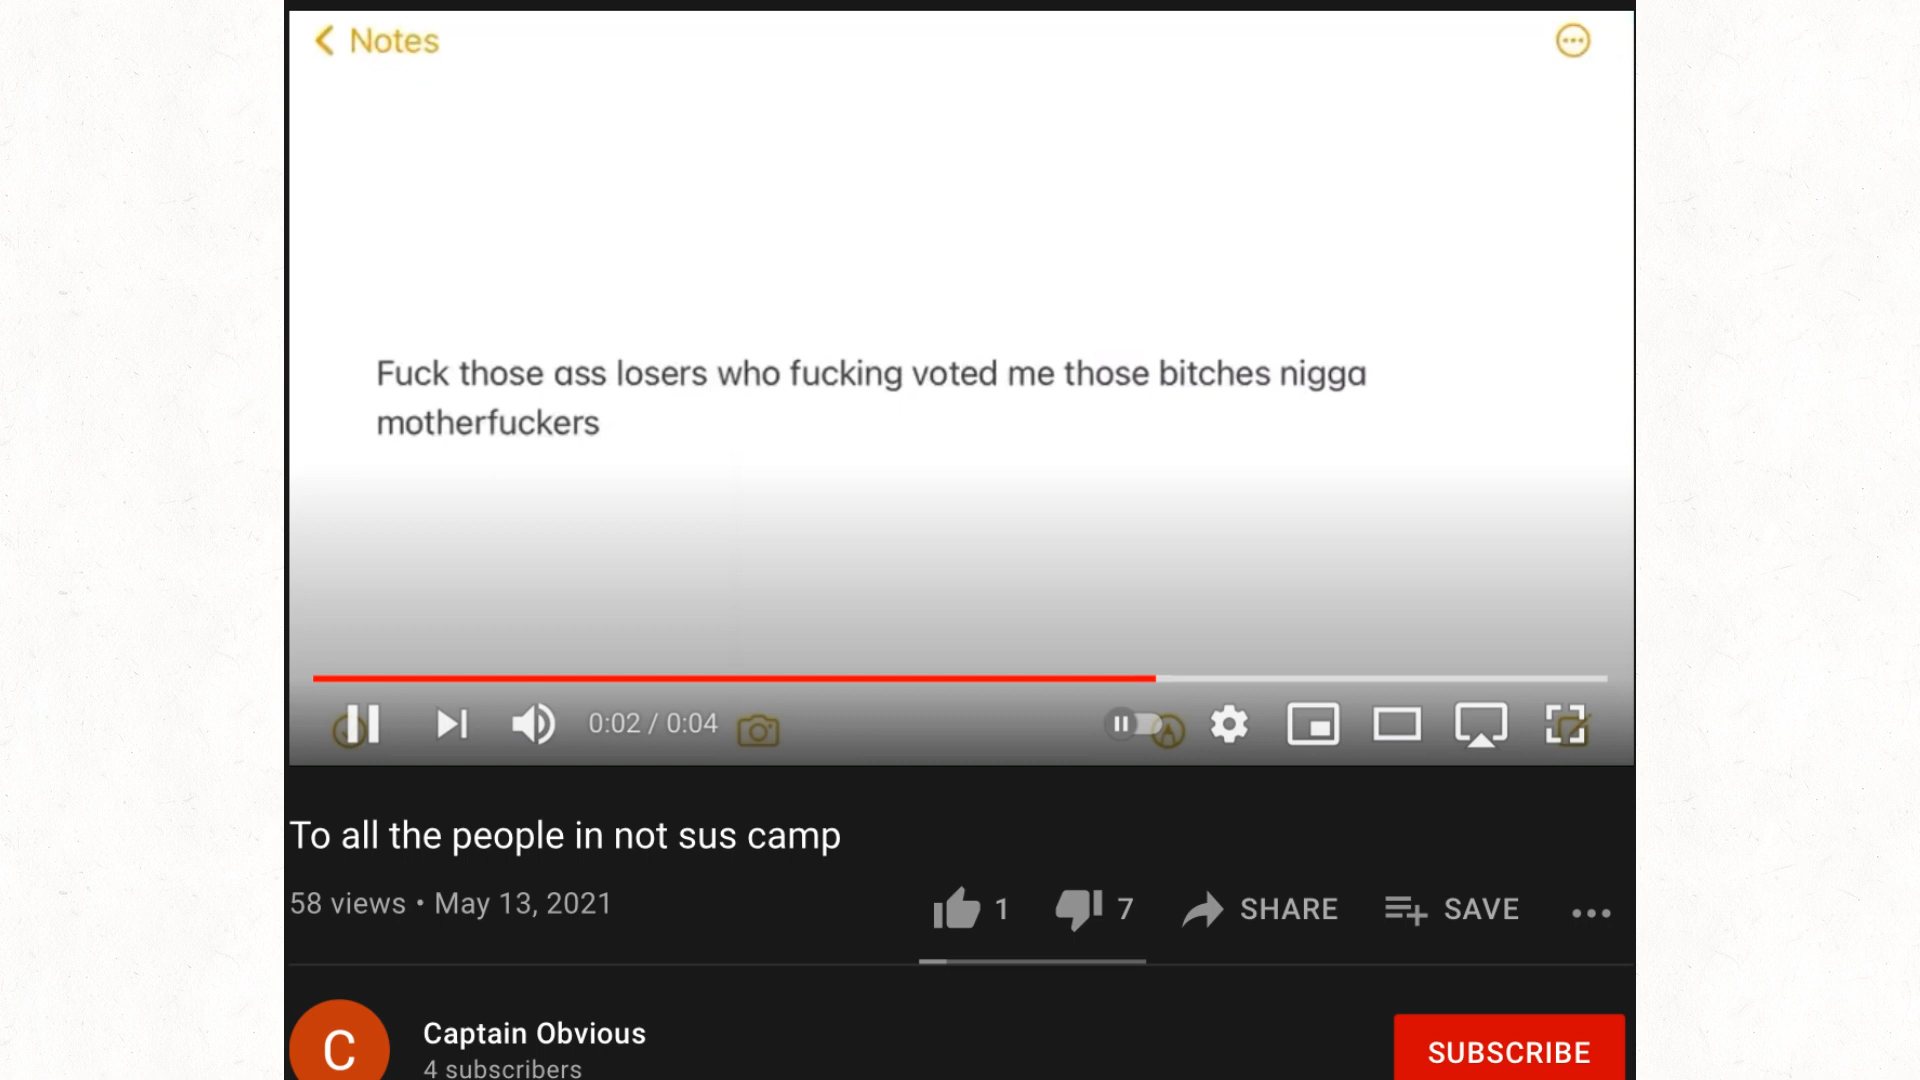 Notes
Fuck those ass losers who fucking voted me those bitches nigga
motherfuckers
0:02 / 0:04
To all the people in not sus camp
58 views • May 13, 2021
1
7
SHARE
SAVE
C
Captain Obvious
4 subscribers
SUBSCRIBE